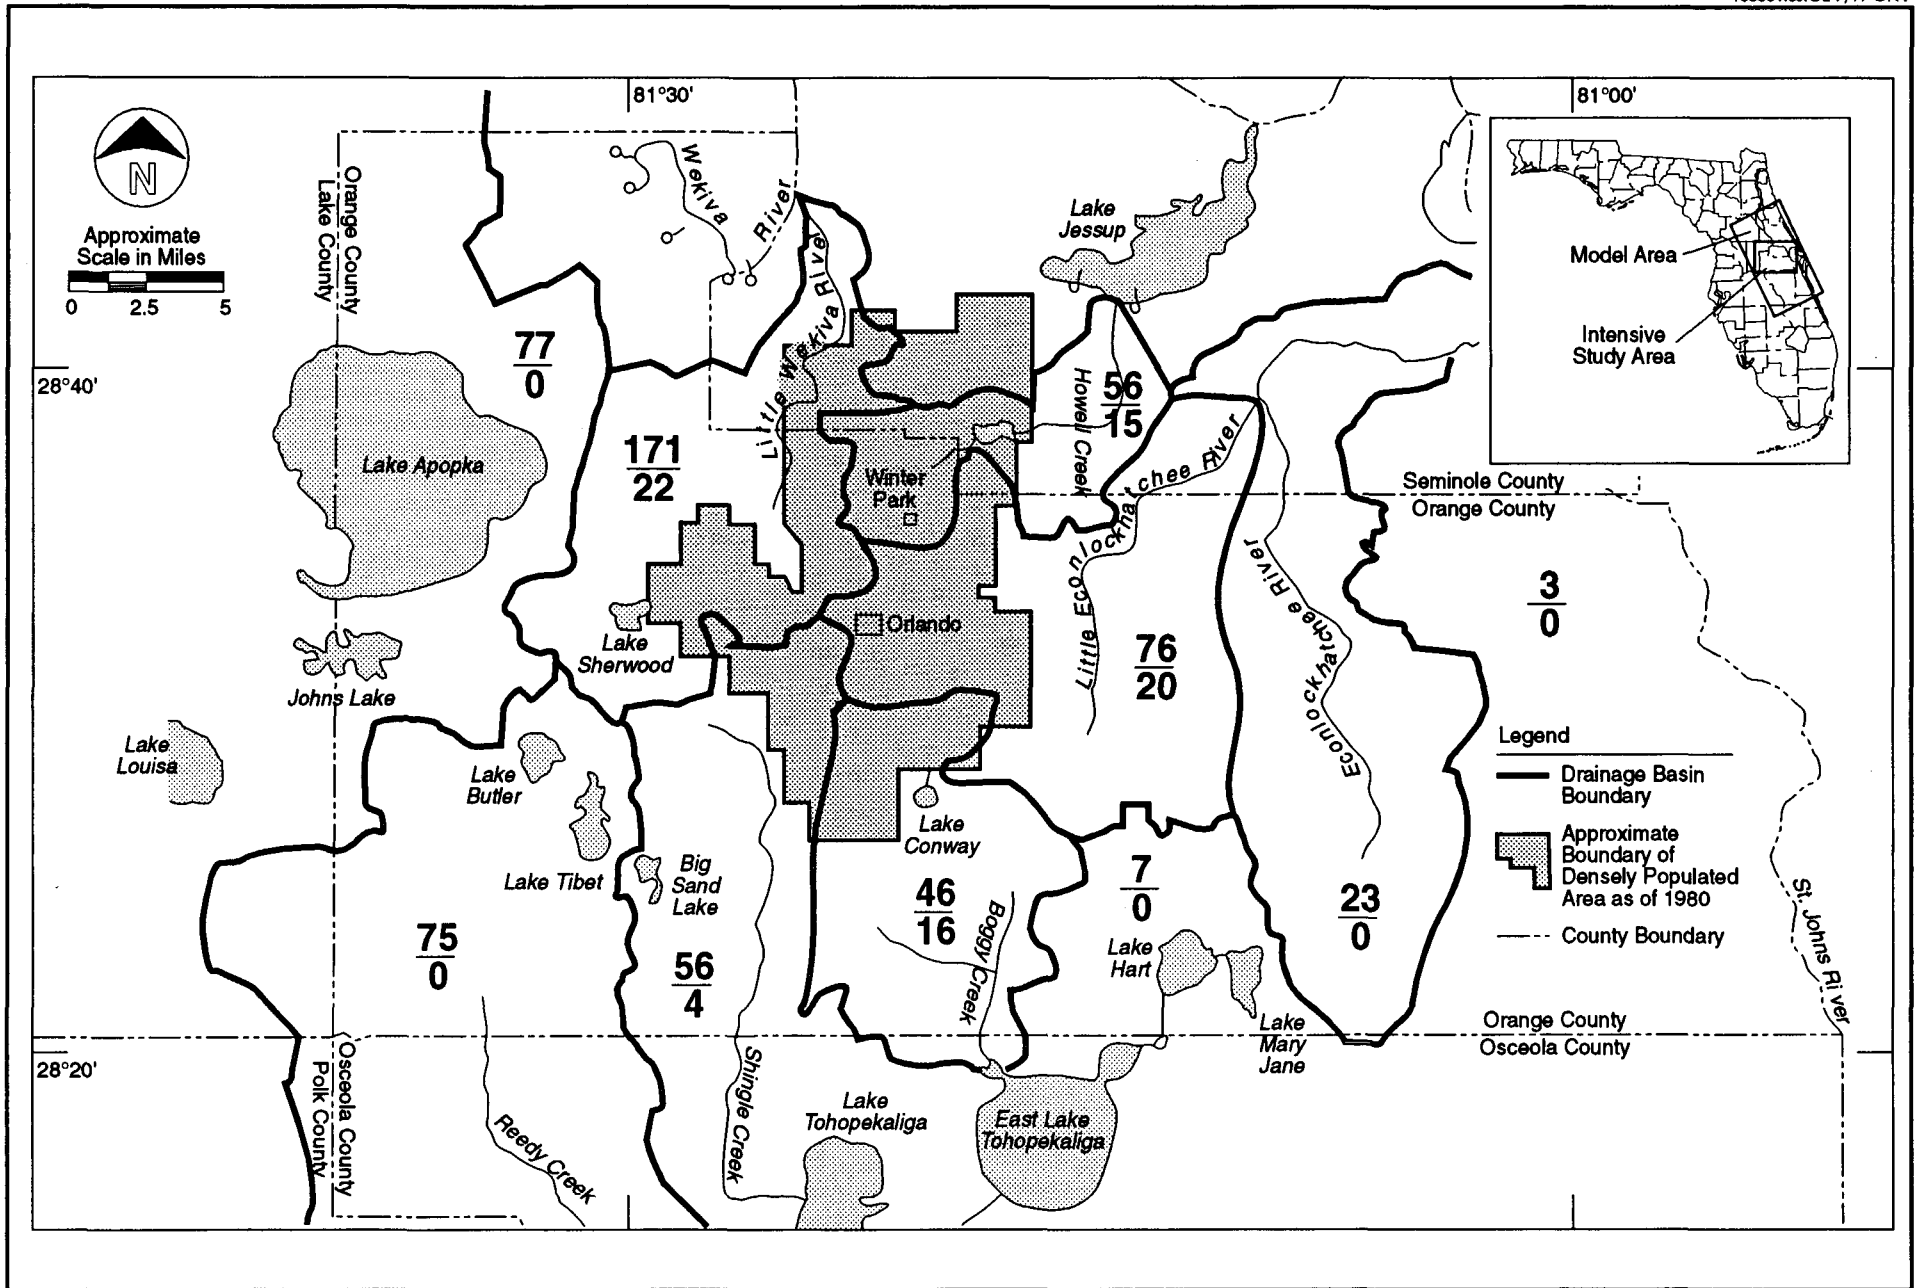 81°30'
81°00'
N
Approximate
Scale in Miles
0 2.5 5
Orange County
Lake County
Wekiva
River
Little Wekiva River
Lake
Jessup
Model Area
Intensive
Study Area
28°40'
77
0
Lake Apopka
171
22
56
15
Howell Creek
Winter
Park
Little Econlockhatchee River
Seminole County
Orange County
Econlockhatchee River
3
0
Orlando
Lake
Sherwood
76
20
Johns Lake
Lake
Louisa
Lake
Butler
Lake Tibet
Big
Sand
Lake
Lake
Conway
Legend
Drainage Basin
Boundary
Approximate
Boundary of
Densely Populated
Area as of 1980
County Boundary
St. Johns River
75
0
56
4
46
16
Boggy Creek
7
0
Lake
Hart
23
0
Lake
Mary
Jane
Orange County
Osceola County
28°20'
Osceola County
Polk County
Reedy Creek
Shingle Creek
Lake
Tohopekaliga
East Lake
Tohopekaliga